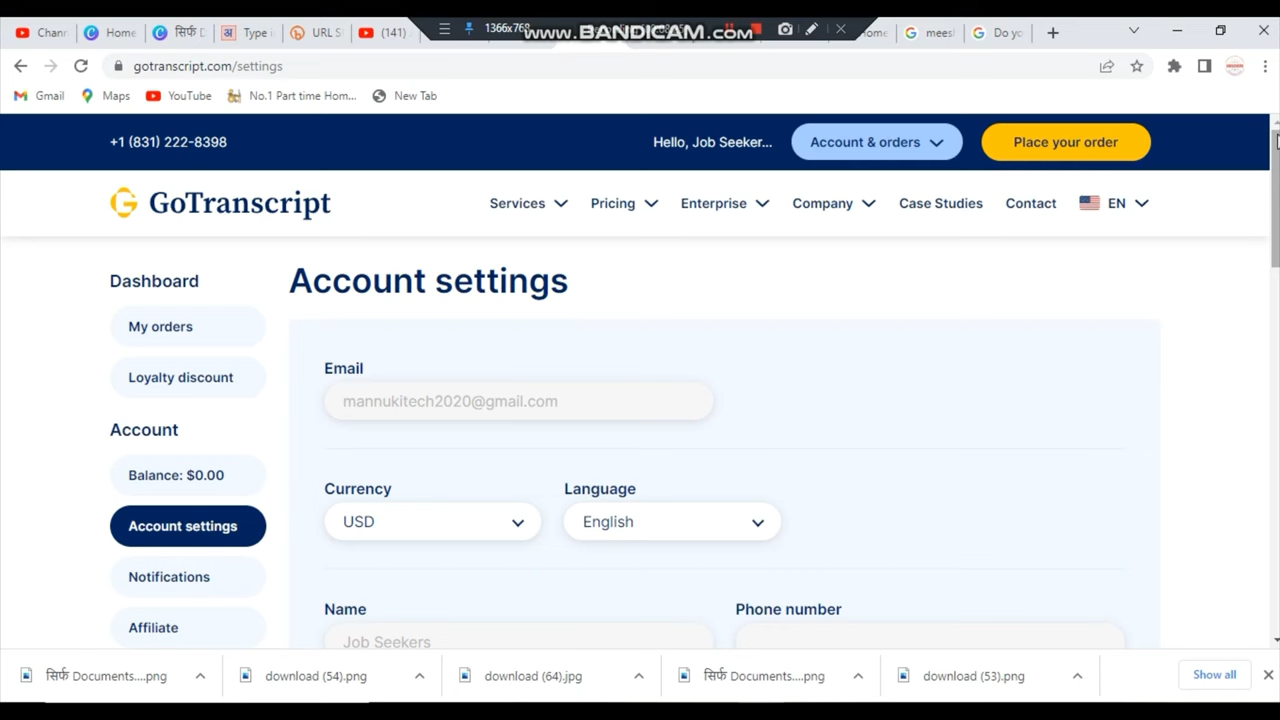 Chann
Home
सिर्फ D
Type i
URL S
(141)
1366x768
www.BANDICAM.com
ome
meesh
Do yo
gotranscript.com/settings
Gmail
Maps
YouTube
No.1 Part time Hom...
New Tab
+1 (831) 222-8398
Hello, Job Seeker...
Account & orders
Place your order
GoTranscript
Services
Pricing
Enterprise
Company
Case Studies
Contact
EN
Dashboard
My orders
Loyalty discount
Account
Balance: $0.00
Account settings
Notifications
Affiliate
Account settings
Email
mannukitech2020@gmail.com
Currency
Language
USD
English
Name
Phone number
Job Seekers
सिर्फ Documents....png
download (54).png
download (64).jpg
सिर्फ Documents....png
download (53).png
Show all